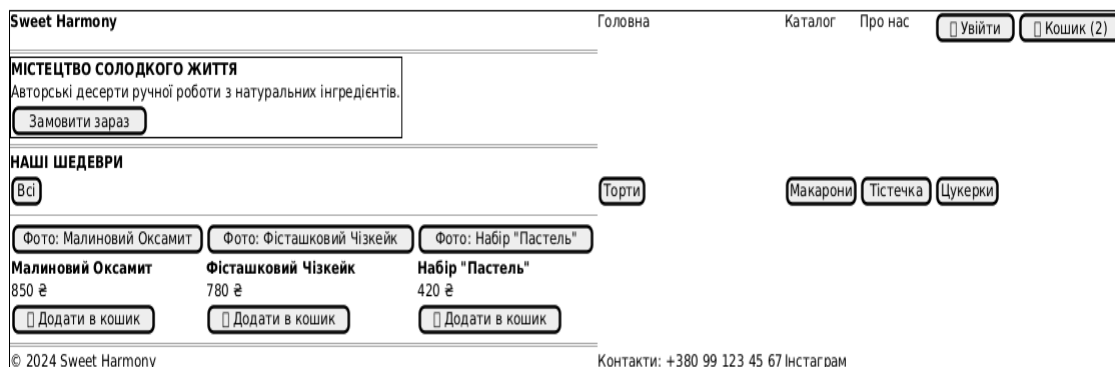 Sweet Harmony Головна Каталог Про нас Увійти Кошик (2)
МІСТЕЦТВО СОЛОДКОГО ЖИТТЯ
Авторські десерти ручної роботи з натуральних інгредієнтів.
Замовити зараз
НАШІ ШЕДЕВРИ
Всі Торти Макарони Тістечка Цукерки
Фото: Малиновий Оксамит Фото: Фісташковий Чізкейк Фото: Набір "Пастель"
Малиновий Оксамит Фісташковий Чізкейк Набір "Пастель"
850 ₴ 780 ₴ 420 ₴
Додати в кошик Додати в кошик Додати в кошик
© 2024 Sweet Harmony Контакти: +380 99 123 45 67 Інстаграм